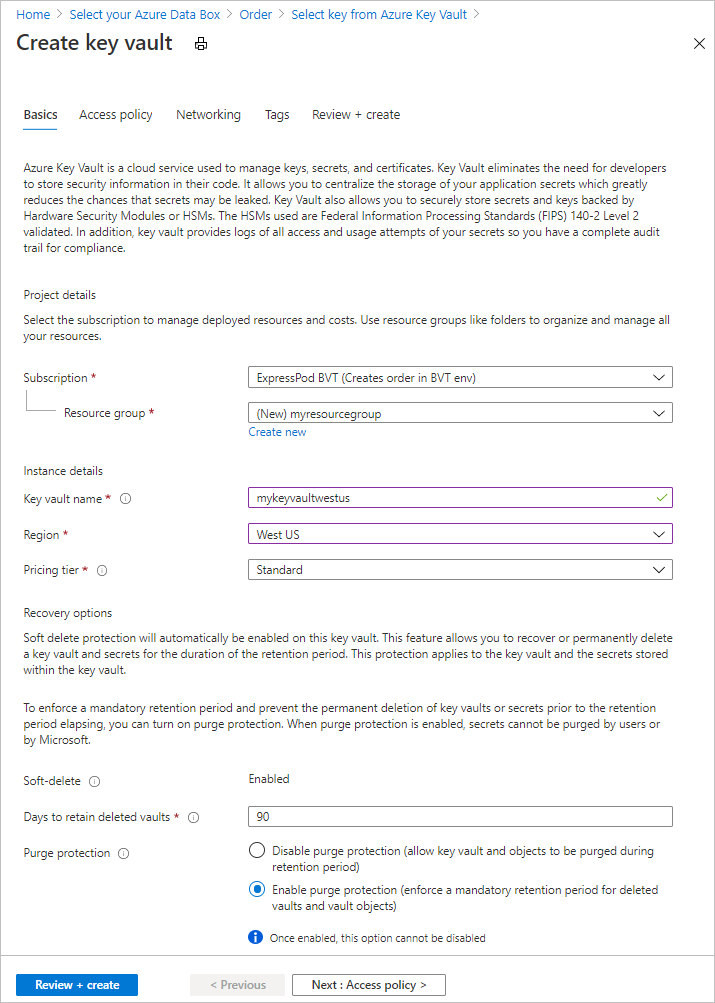 Home > Select your Azure Data Box > Order > Select key from Azure Key Vault >
Create key vault
Basics Access policy Networking Tags Review + create
Azure Key Vault is a cloud service used to manage keys, secrets, and certificates. Key Vault eliminates the need for developers
to store security information in their code. It allows you to centralize the storage of your application secrets which greatly
reduces the chances that secrets may be leaked. Key Vault also allows you to securely store secrets and keys backed by
Hardware Security Modules or HSMs. The HSMs used are Federal Information Processing Standards (FIPS) 140-2 Level 2
validated. In addition, key vault provides logs of all access and usage attempts of your secrets so you have a complete audit
trail for compliance.
Project details
Select the subscription to manage deployed resources and costs. Use resource groups like folders to organize and manage all
your resources.
Subscription * ExpressPod BVT (Creates order in BVT env)
Resource group * (New) myresourcegroup
Create new
Instance details
Key vault name * mykeyvaultwestus
Region * West US
Pricing tier * Standard
Recovery options
Soft delete protection will automatically be enabled on this key vault. This feature allows you to recover or permanently delete
a key vault and secrets for the duration of the retention period. This protection applies to the key vault and the secrets stored
within the key vault.
To enforce a mandatory retention period and prevent the permanent deletion of key vaults or secrets prior to the retention
period elapsing, you can turn on purge protection. When purge protection is enabled, secrets cannot be purged by users or
by Microsoft.
Soft-delete Enabled
Days to retain deleted vaults * 90
Purge protection Disable purge protection (allow key vault and objects to be purged during
retention period)
Enable purge protection (enforce a mandatory retention period for deleted
vaults and vault objects)
Once enabled, this option cannot be disabled
Review + create < Previous Next : Access policy >